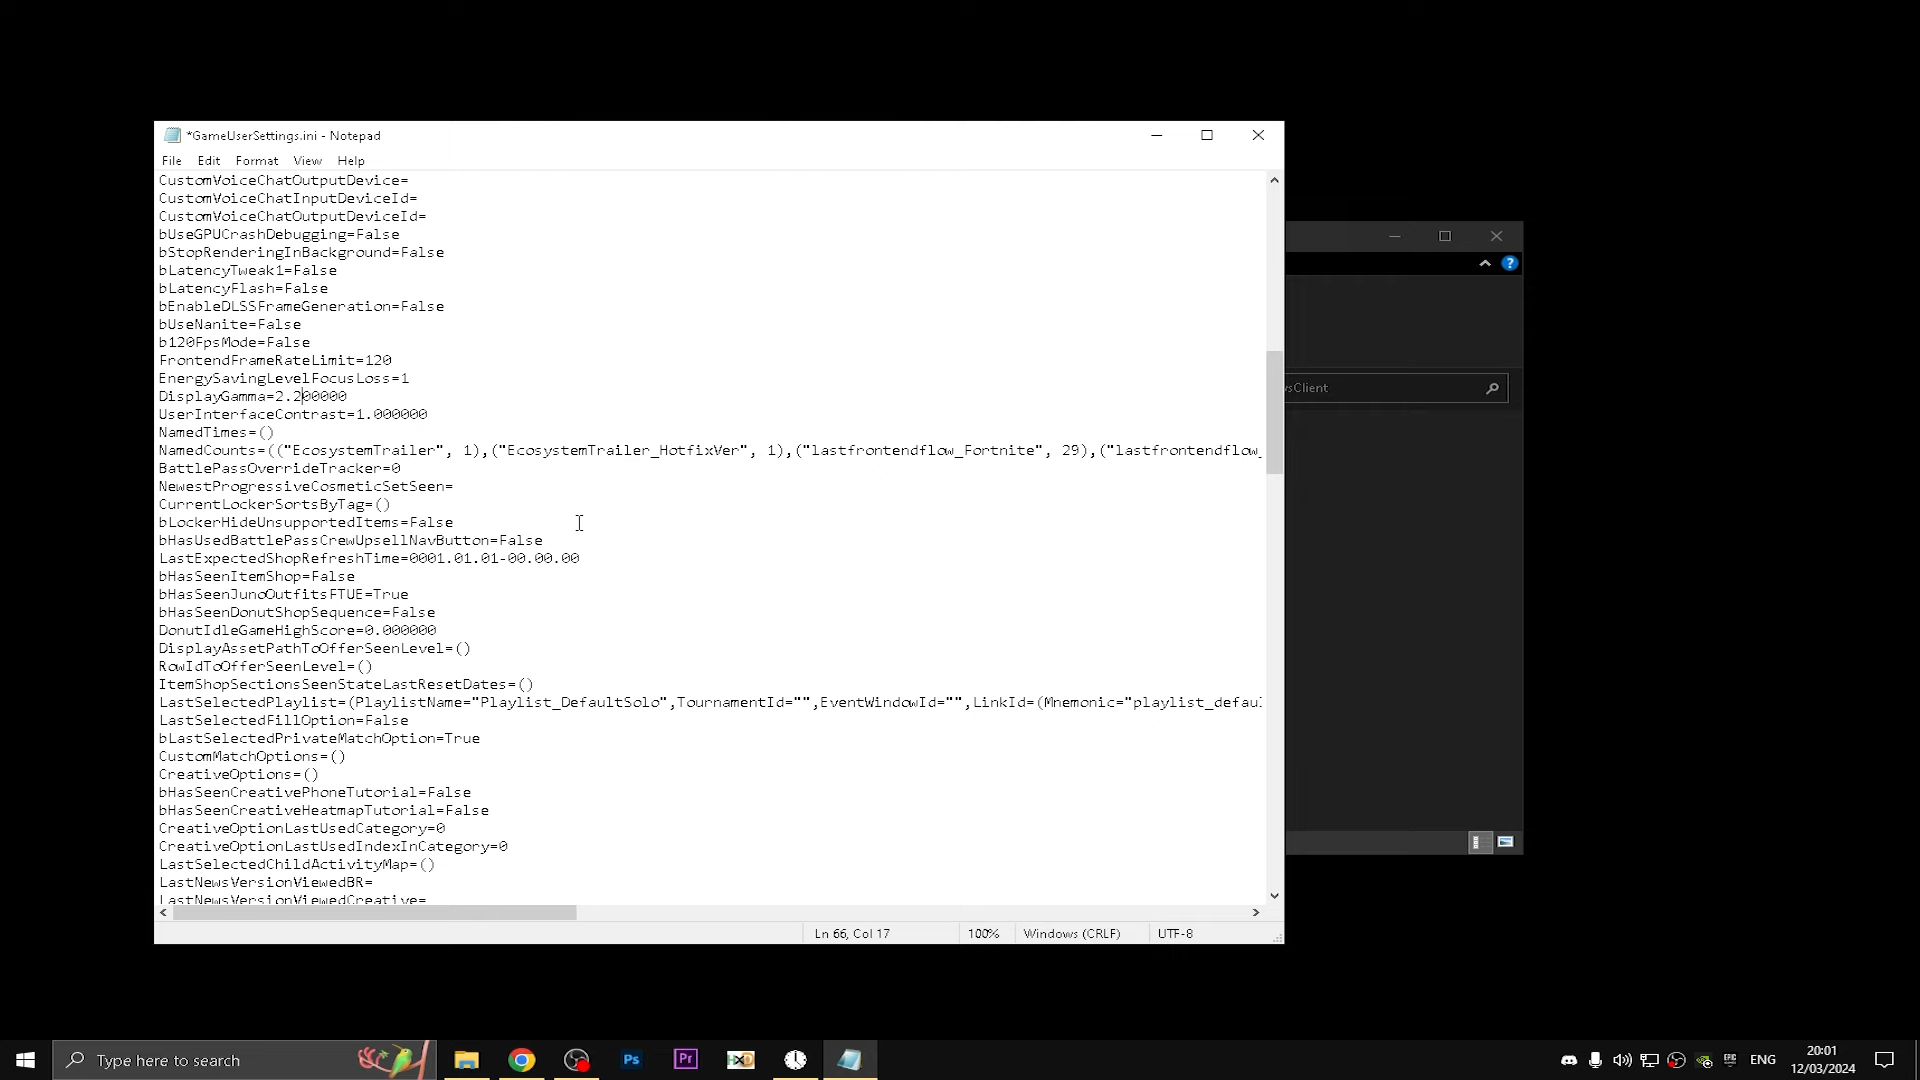 *GameUserSettings.ini - Notepad
File Edit Format View Help
CustomVoiceChatOutputDevice=
CustomVoiceChatInputDeviceId=
CustomVoiceChatOutputDeviceId=
bUseGPUCrashDebugging=False
bStopRenderingInBackground=False
bLatencyTweak1=False
bLatencyFlash=False
bEnableDLSSFrameGeneration=False
bUseNanite=False
b120FpsMode=False
FrontendFrameRateLimit=120
EnergySavingLevelFocusLoss=1
DisplayGamma=2.200000
UserInterfaceContrast=1.000000
NamedTimes=()
NamedCounts=(("EcosystemTrailer", 1),("EcosystemTrailer_HotfixVer", 1),("lastfrontendflow_Fortnite", 29),("lastfrontendflow_
BattlePassOverrideTracker=0
NewestProgressiveCosmeticSetSeen=
CurrentLockerSortsByTag=()
bLockerHideUnsupportedItems=False
bHasUsedBattlePassCrewUpsellNavButton=False
LastExpectedShopRefreshTime=0001.01.01-00.00.00
bHasSeenItemShop=False
bHasSeenJunoOutfitsFTUE=True
bHasSeenDonutShopSequence=False
DonutIdleGameHighScore=0.000000
DisplayAssetPathToOfferSeenLevel=()
RowIdToOfferSeenLevel=()
ItemShopSectionsSeenStateLastResetDates=()
LastSelectedPlaylist=(PlaylistName="Playlist_DefaultSolo",TournamentId="",EventWindowId="",LinkId=(Mnemonic="playlist_defaul
LastSelectedFillOption=False
bLastSelectedPrivateMatchOption=True
CustomMatchOptions=()
CreativeOptions=()
bHasSeenCreativePhoneTutorial=False
bHasSeenCreativeHeatmapTutorial=False
CreativeOptionLastUsedCategory=0
CreativeOptionLastUsedIndexInCategory=0
LastSelectedChildActivityMap=()
LastNewsVersionViewedBR=
LastNewsVersionViewedCreative=
Ln 66, Col 17 100% Windows (CRLF) UTF-8
sClient
Type here to search
Ps
Pr
HXD
EPIC
ENG
20:01
12/03/2024